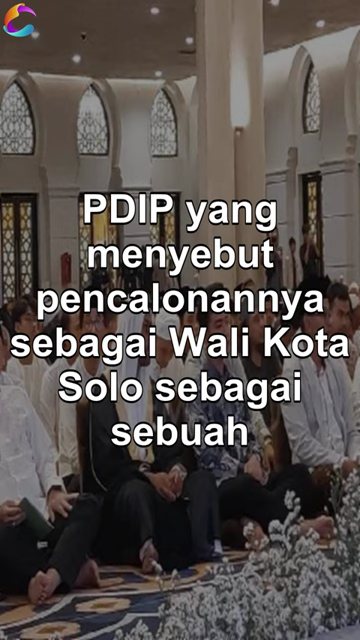 PDIP yang
menyebut
pencalonannya
sebagai Wali Kota
Solo sebagai
sebuah